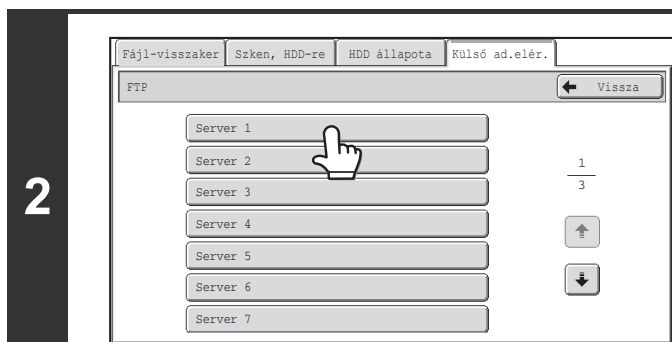 Fájl-visszaker Szken, HDD-re HDD állapota Külső ad.elér.
FTP Vissza
Server 1
Server 2
1
3
Server 3
2
Server 4
Server 5
Server 6
Server 7